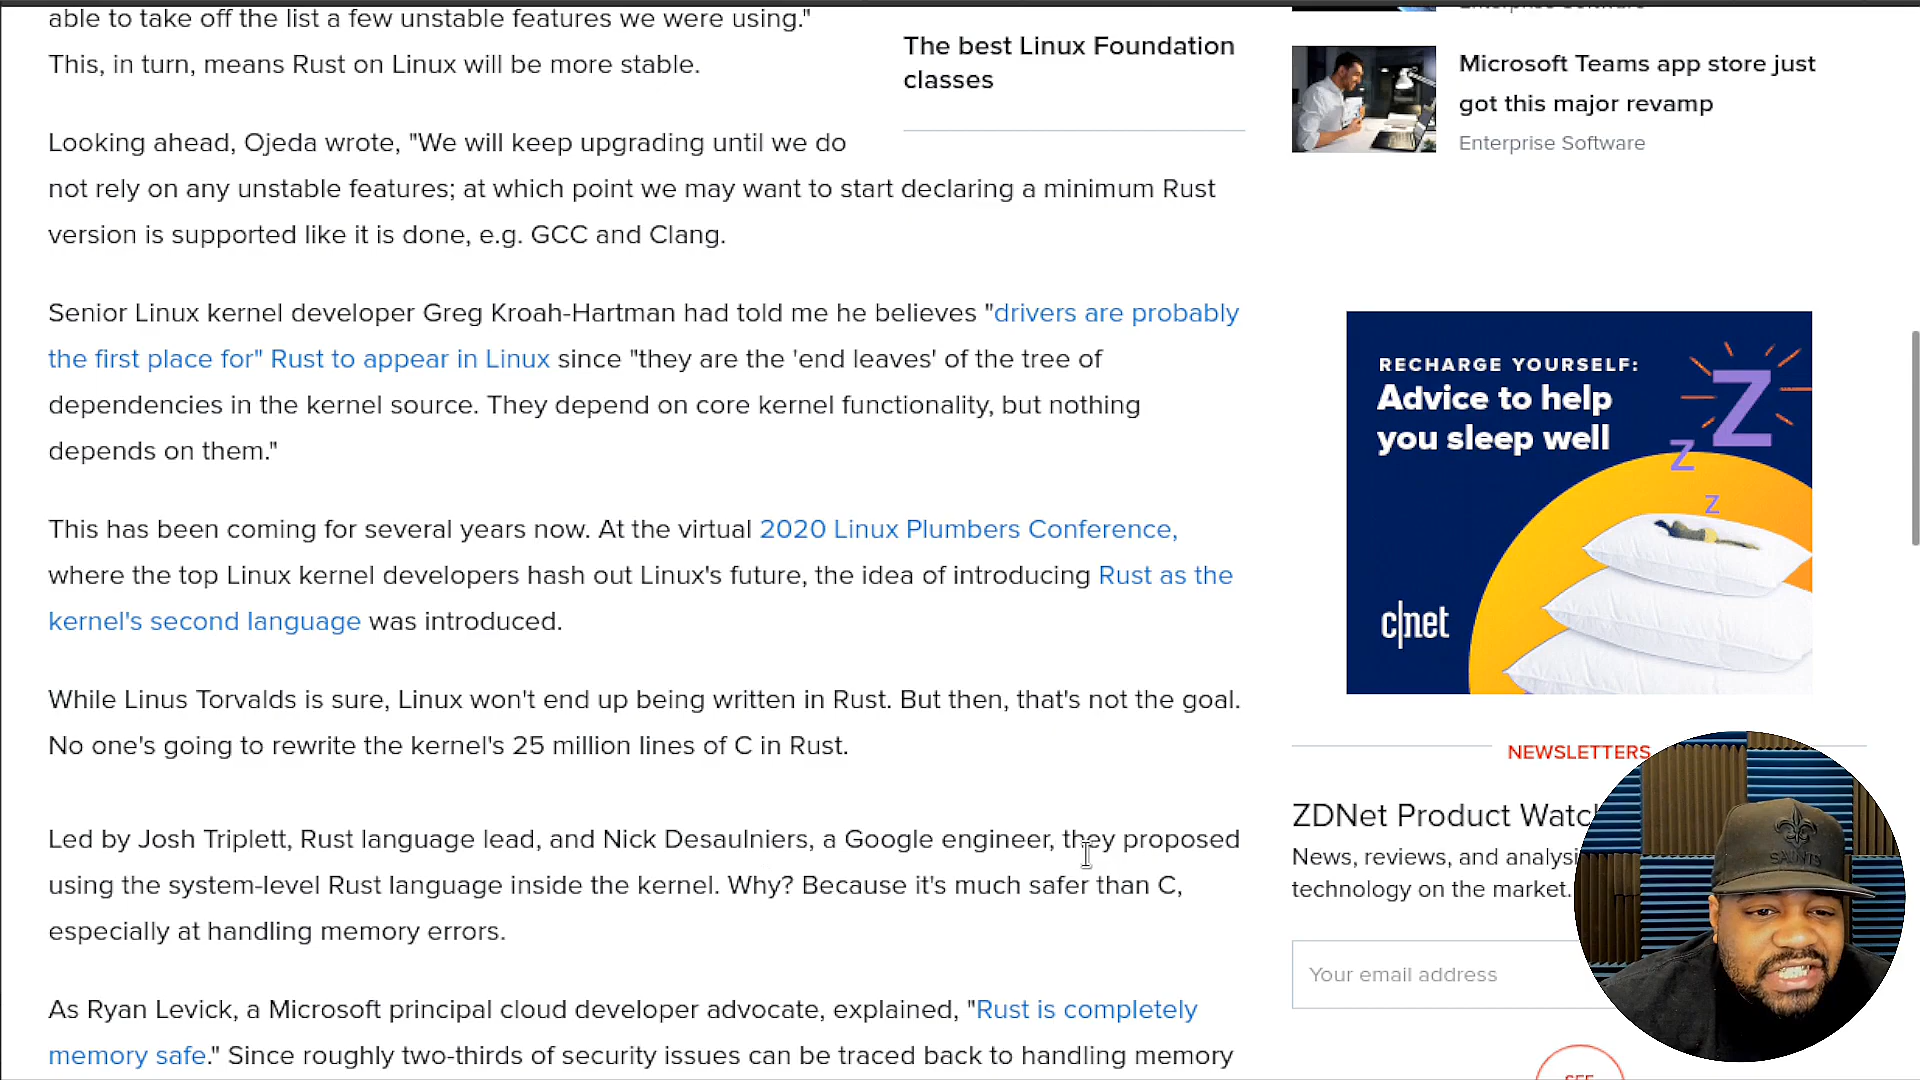 able to take off the list a few unstable features we were using."
This, in turn, means Rust on Linux will be more stable.
The best Linux Foundation
classes
Looking ahead, Ojeda wrote, "We will keep upgrading until we do
not rely on any unstable features; at which point we may want to start declaring a minimum Rust
version is supported like it is done, e.g. GCC and Clang.
Senior Linux kernel developer Greg Kroah-Hartman had told me he believes "drivers are probably
the first place for" Rust to appear in Linux since "they are the 'end leaves' of the tree of
dependencies in the kernel source. They depend on core kernel functionality, but nothing
depends on them."
This has been coming for several years now. At the virtual 2020 Linux Plumbers Conference,
where the top Linux kernel developers hash out Linux's future, the idea of introducing Rust as the
kernel's second language was introduced.
While Linus Torvalds is sure, Linux won't end up being written in Rust. But then, that's not the goal.
No one's going to rewrite the kernel's 25 million lines of C in Rust.
Led by Josh Triplett, Rust language lead, and Nick Desaulniers, a Google engineer, they proposed
using the system-level Rust language inside the kernel. Why? Because it's much safer than C,
especially at handling memory errors.
As Ryan Levick, a Microsoft principal cloud developer advocate, explained, "Rust is completely
memory safe." Since roughly two-thirds of security issues can be traced back to handling memory
Enterprise Software
Microsoft Teams app store just
got this major revamp
Enterprise Software
RECHARGE YOURSELF:
Advice to help
you sleep well
Z
Z
Z
c|net
NEWSLETTERS
ZDNet Product Watc
News, reviews, and analysi
technology on the market.
Your email address
SAINTS
SEE